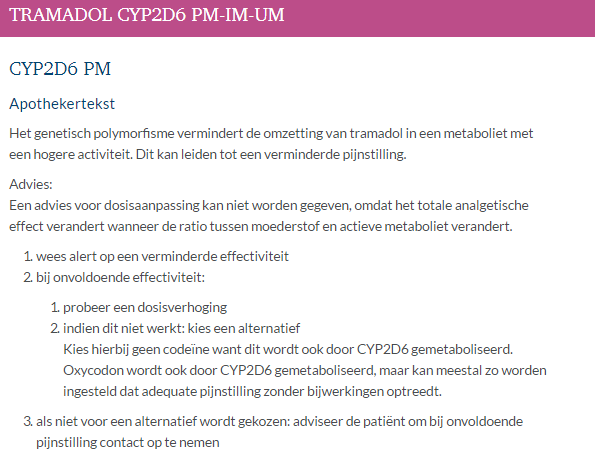 TRAMADOL CYP2D6 PM-IM-UM
CYP2D6 PM
Apothekertekst
Het genetisch polymorfisme vermindert de omzetting van tramadol in een metaboliet met
een hogere activiteit. Dit kan leiden tot een verminderde pijnstilling.
Advies:
Een advies voor dosisaanpassing kan niet worden gegeven, omdat het totale analgetische
effect verandert wanneer de ratio tussen moederstof en actieve metaboliet verandert.
1. wees alert op een verminderde effectiviteit
2. bij onvoldoende effectiviteit:
1. probeer een dosisverhoging
2. indien dit niet werkt: kies een alternatief
Kies hierbij geen codeïne want dit wordt ook door CYP2D6 gemetaboliseerd.
Oxycodon wordt ook door CYP2D6 gemetaboliseerd, maar kan meestal zo worden
ingesteld dat adequate pijnstilling zonder bijwerkingen optreedt.
3. als niet voor een alternatief wordt gekozen: adviseer de patiënt om bij onvoldoende
pijnstilling contact op te nemen